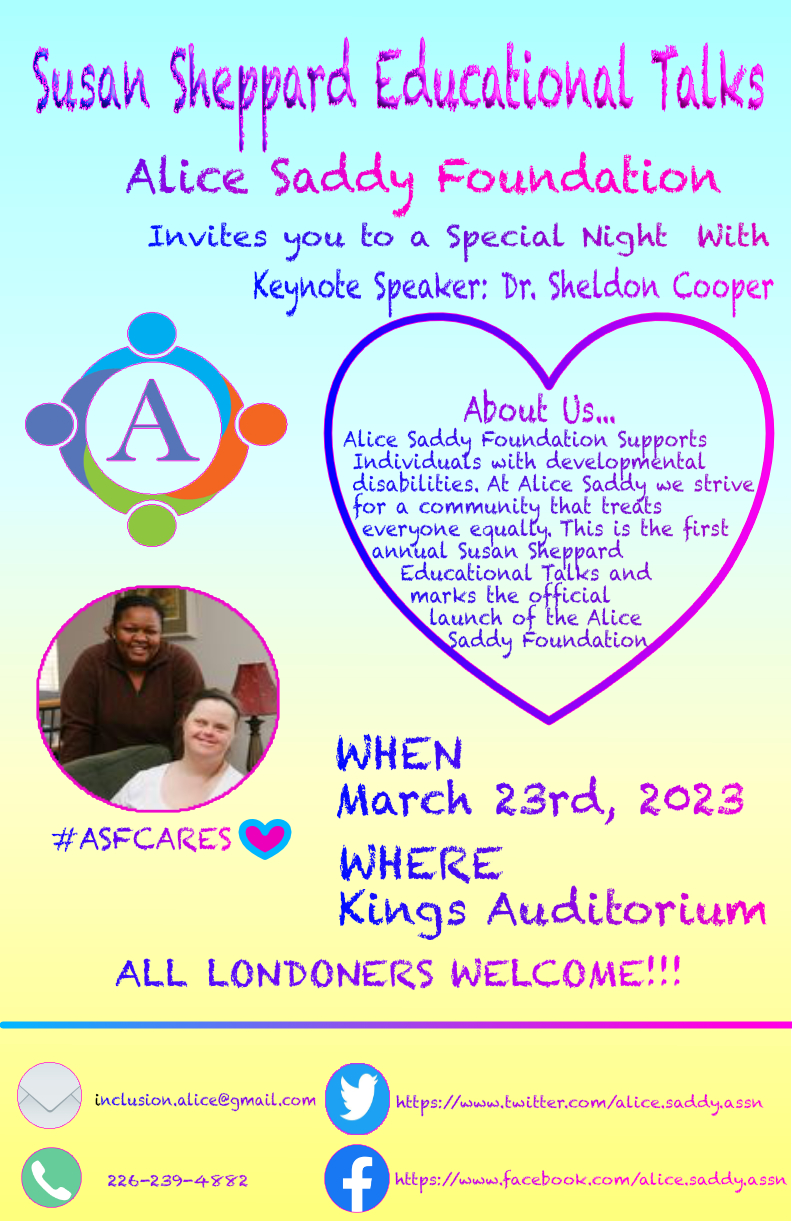 Susan Sheppard Educational Talks
Alice Saddy Foundation
Invites you to a Special Night With
Keynote Speaker: Dr. Sheldon Cooper
A
About Us...
Alice Saddy Foundation Supports
Individuals with developmental
disabilities. At Alice Saddy we strive
for a community that treats
everyone equally. This is the first
annual Susan Sheppard
Educational Talks and
marks the official
launch of the Alice
Saddy Foundation
#ASFCARES
WHEN
March 23rd, 2023
WHERE
Kings Auditorium
ALL LONDONERS WELCOME!!!
inclusion.alice@gmail.com
https://www.twitter.com/alice.saddy.assn
226-239-4882
https://www.facebook.com/alice.saddy.assn